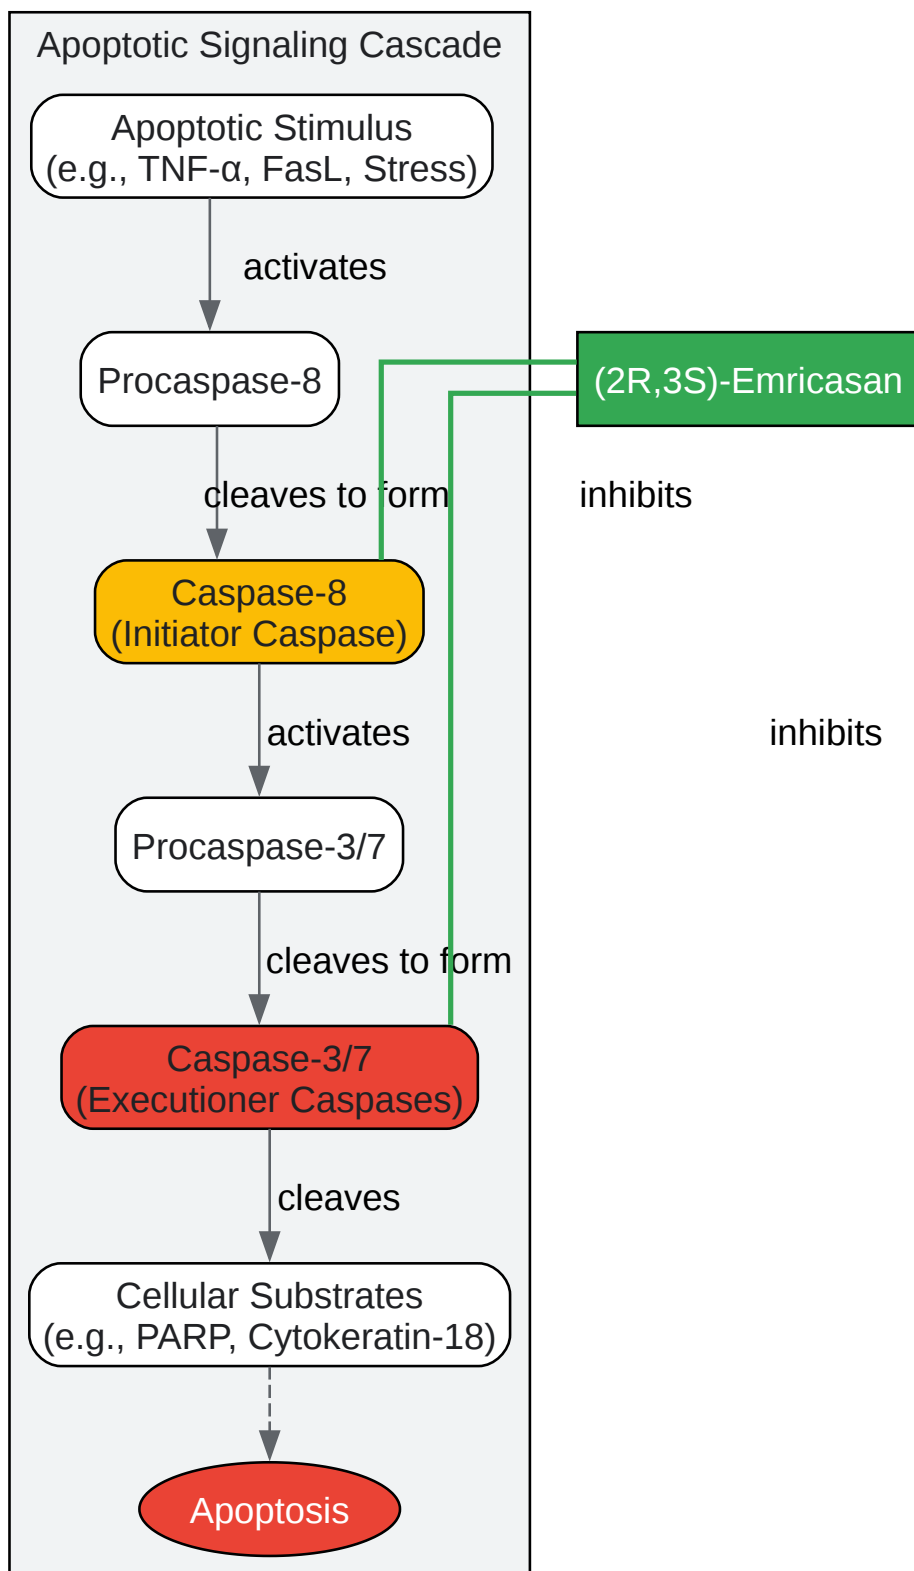 Apoptotic Signaling Cascade
Apoptotic Stimulus
(e.g., TNF-α, FasL, Stress)
activates
Procaspase-8
(2R,3S)-Emricasan
cleaves to form
inhibits
Caspase-8
(Initiator Caspase)
activates
inhibits
Procaspase-3/7
cleaves to form
Caspase-3/7
(Executioner Caspases)
cleaves
Cellular Substrates
(e.g., PARP, Cytokeratin-18)
Apoptosis